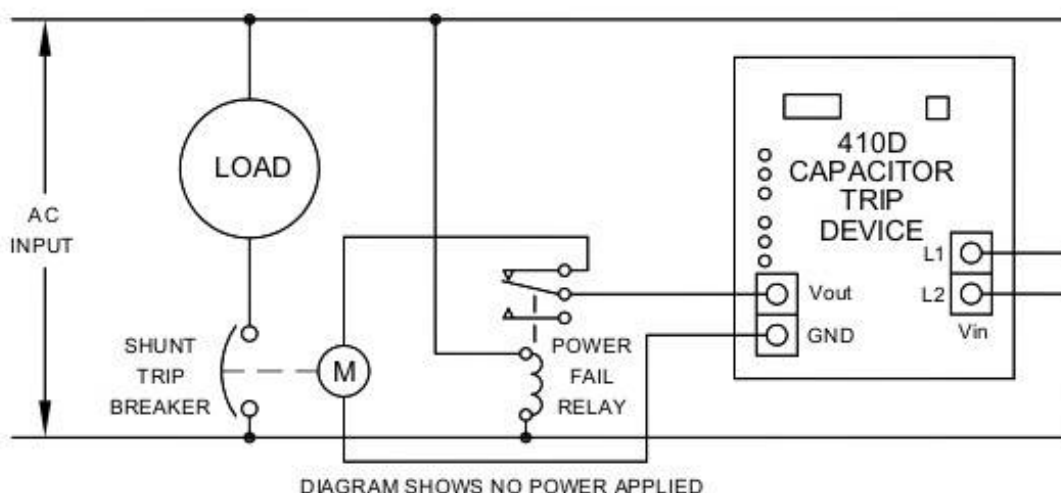 AC
INPUT
LOAD
SHUNT
TRIP
BREAKER
M
POWER
FAIL
RELAY
410D
CAPACITOR
TRIP
DEVICE
L1
Vout
L2
GND
Vin
DIAGRAM SHOWS NO POWER APPLIED